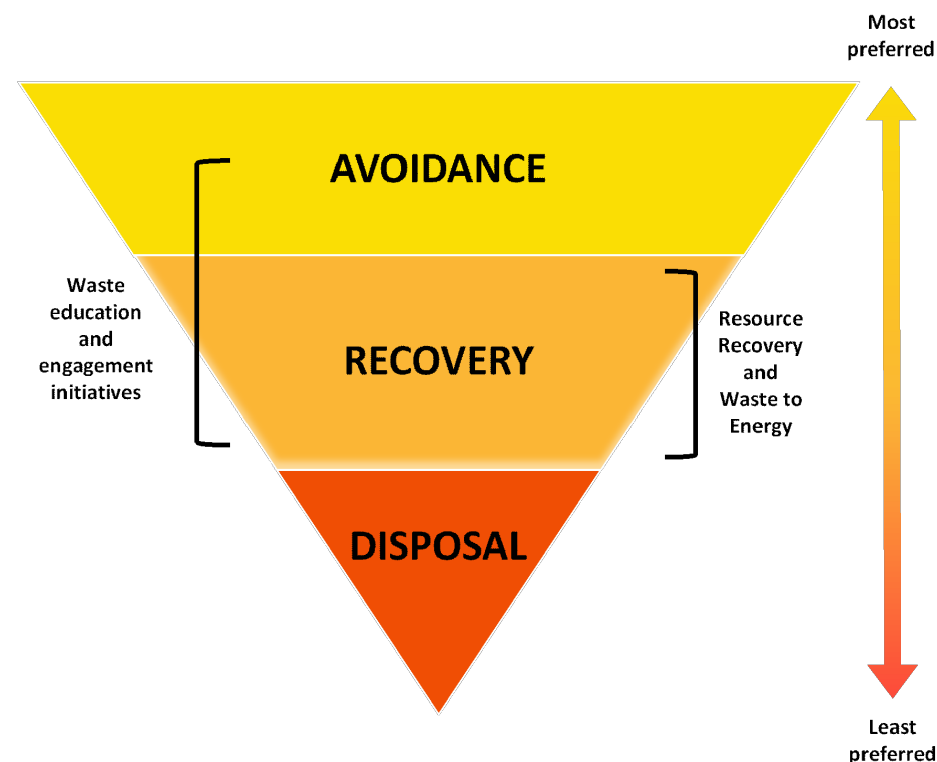 Most
preferred
AVOIDANCE
Waste
education
and
engagement
initiatives
RECOVERY
Resource
Recovery
and
Waste to
Energy
DISPOSAL
Least
preferred